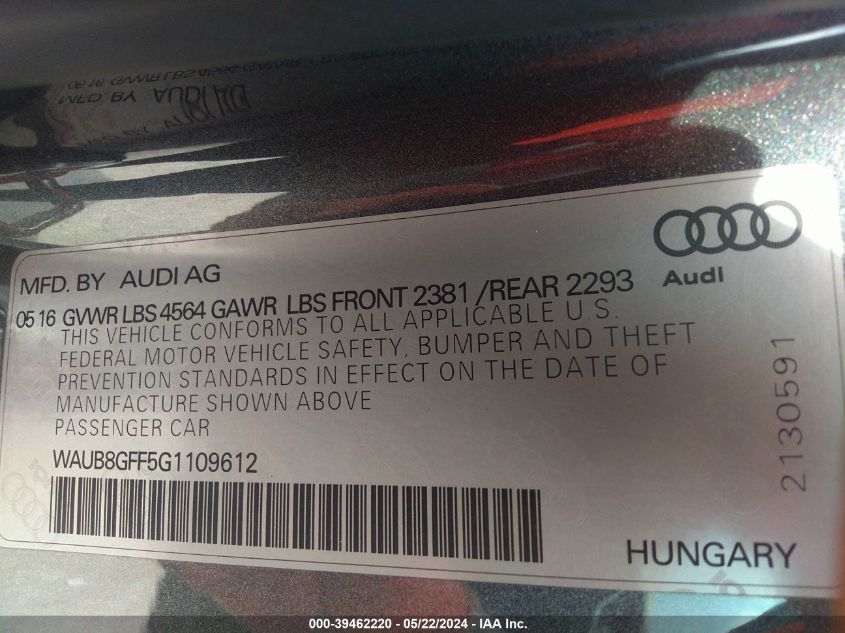 MFD. BY AUDI AG
Audi
05 16 GVWR LBS 4564 GAWR LBS FRONT 2381 / REAR 2293
THIS VEHICLE CONFORMS TO ALL APPLICABLE U.S.
FEDERAL MOTOR VEHICLE SAFETY, BUMPER AND THEFT
PREVENTION STANDARDS IN EFFECT ON THE DATE OF
MANUFACTURE SHOWN ABOVE
PASSENGER CAR
WAUB8GFF5G1109612
2130591
HUNGARY
000-39462220 - 05/22/2024 - IAA Inc.